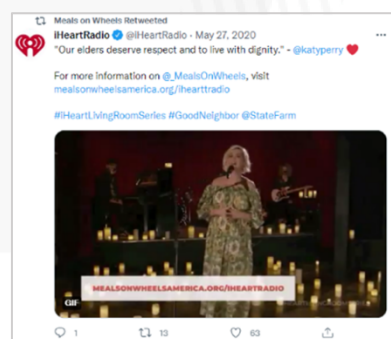 Meals on Wheels Retweeted
iHeartRadio @iHeartRadio · May 27, 2020
"Our elders deserve respect and to live with dignity." - @katyperry ❤️
For more information on @_MealsOnWheels, visit
mealsonwheelsamerica.org/ihearttradio
#iHeartLivingRoomSeries #GoodNeighbor @StateFarm
MEALSONWHEELSAMERICA.ORG/IHEARTRADIO
GIF
1 13 63